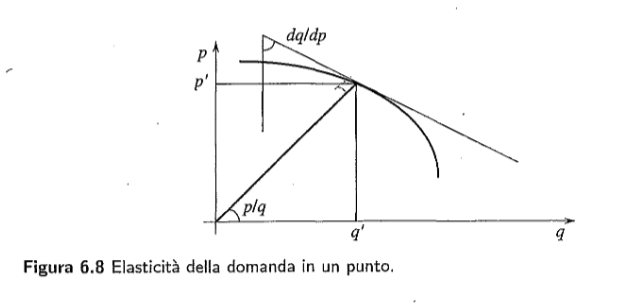 dq/dp
p
p'
p/q
q'
q
Figura 6.8 Elasticità della domanda in un punto.